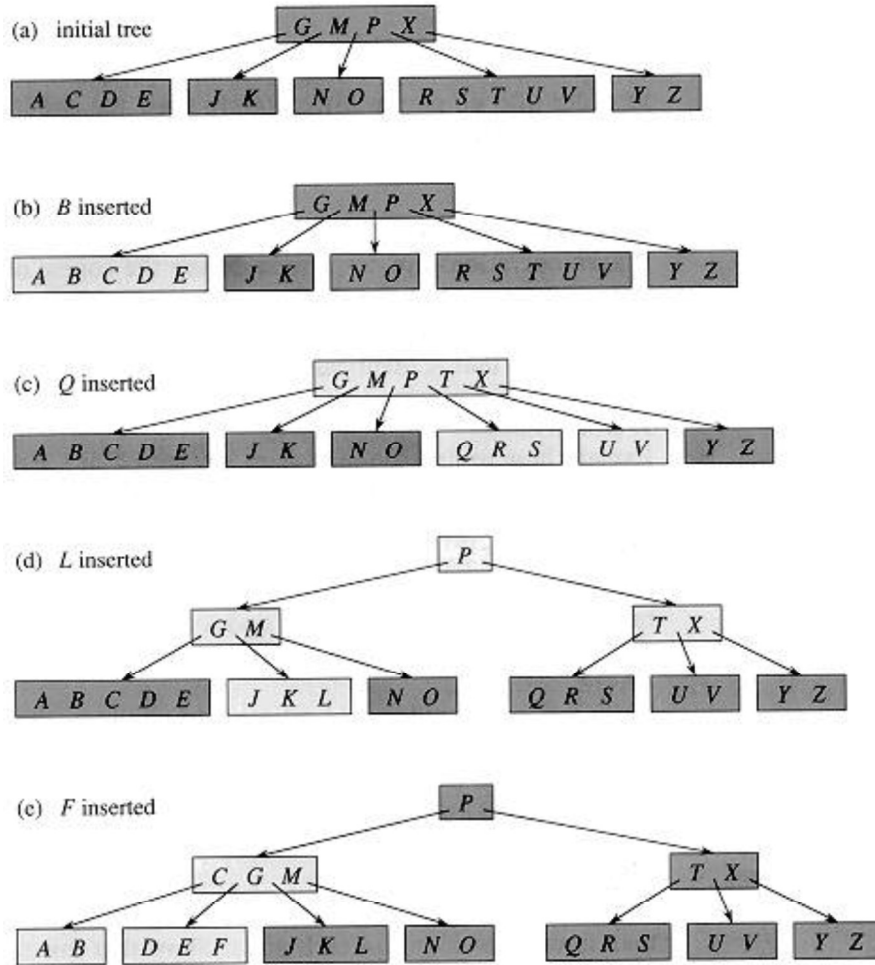 (a) initial tree
G M P X
A C D E J K N O R S T U V Y Z
(b) B inserted
G M P X
A B C D E J K N O R S T U V Y Z
(c) Q inserted
G M P T X
A B C D E J K N O Q R S U V Y Z
(d) L inserted
P
G M T X
A B C D E J K L N O Q R S U V Y Z
(e) F inserted
P
C G M T X
A B D E F J K L N O Q R S U V Y Z